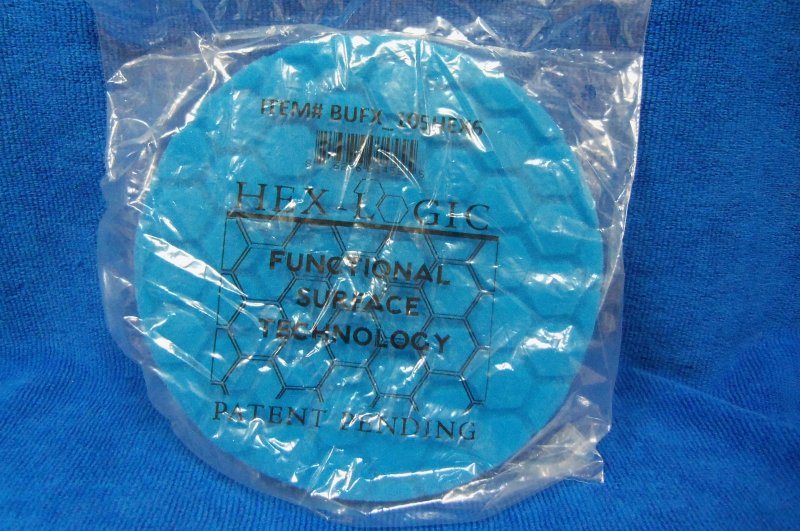 ITEM# BUFX_105HEX6
HEX-LOGIC
FUNCTIONAL
SURFACE
TECHNOLOGY
PATENT PENDING